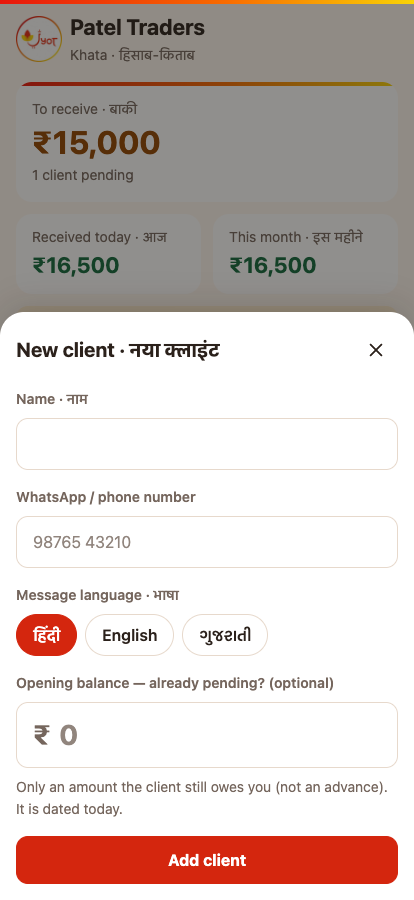 Jyot
Patel Traders
Khata · हिसाब-किताब
To receive · बाकी
₹15,000
1 client pending
Received today · आज
₹16,500
This month · इस महीने
₹16,500
New client · नया क्लाइंट
Name · नाम
WhatsApp / phone number
98765 43210
Message language · भाषा
हिंदी
English
ગુજરાતી
Opening balance — already pending? (optional)
₹ 0
Only an amount the client still owes you (not an advance).
It is dated today.
Add client